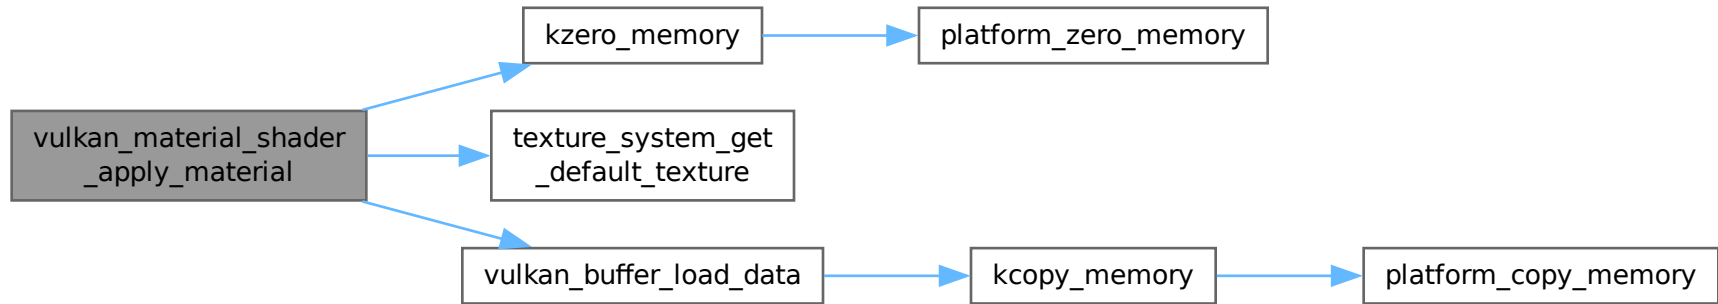 kzero_memory
platform_zero_memory
vulkan_material_shader
_apply_material
texture_system_get
_default_texture
vulkan_buffer_load_data
kcopy_memory
platform_copy_memory